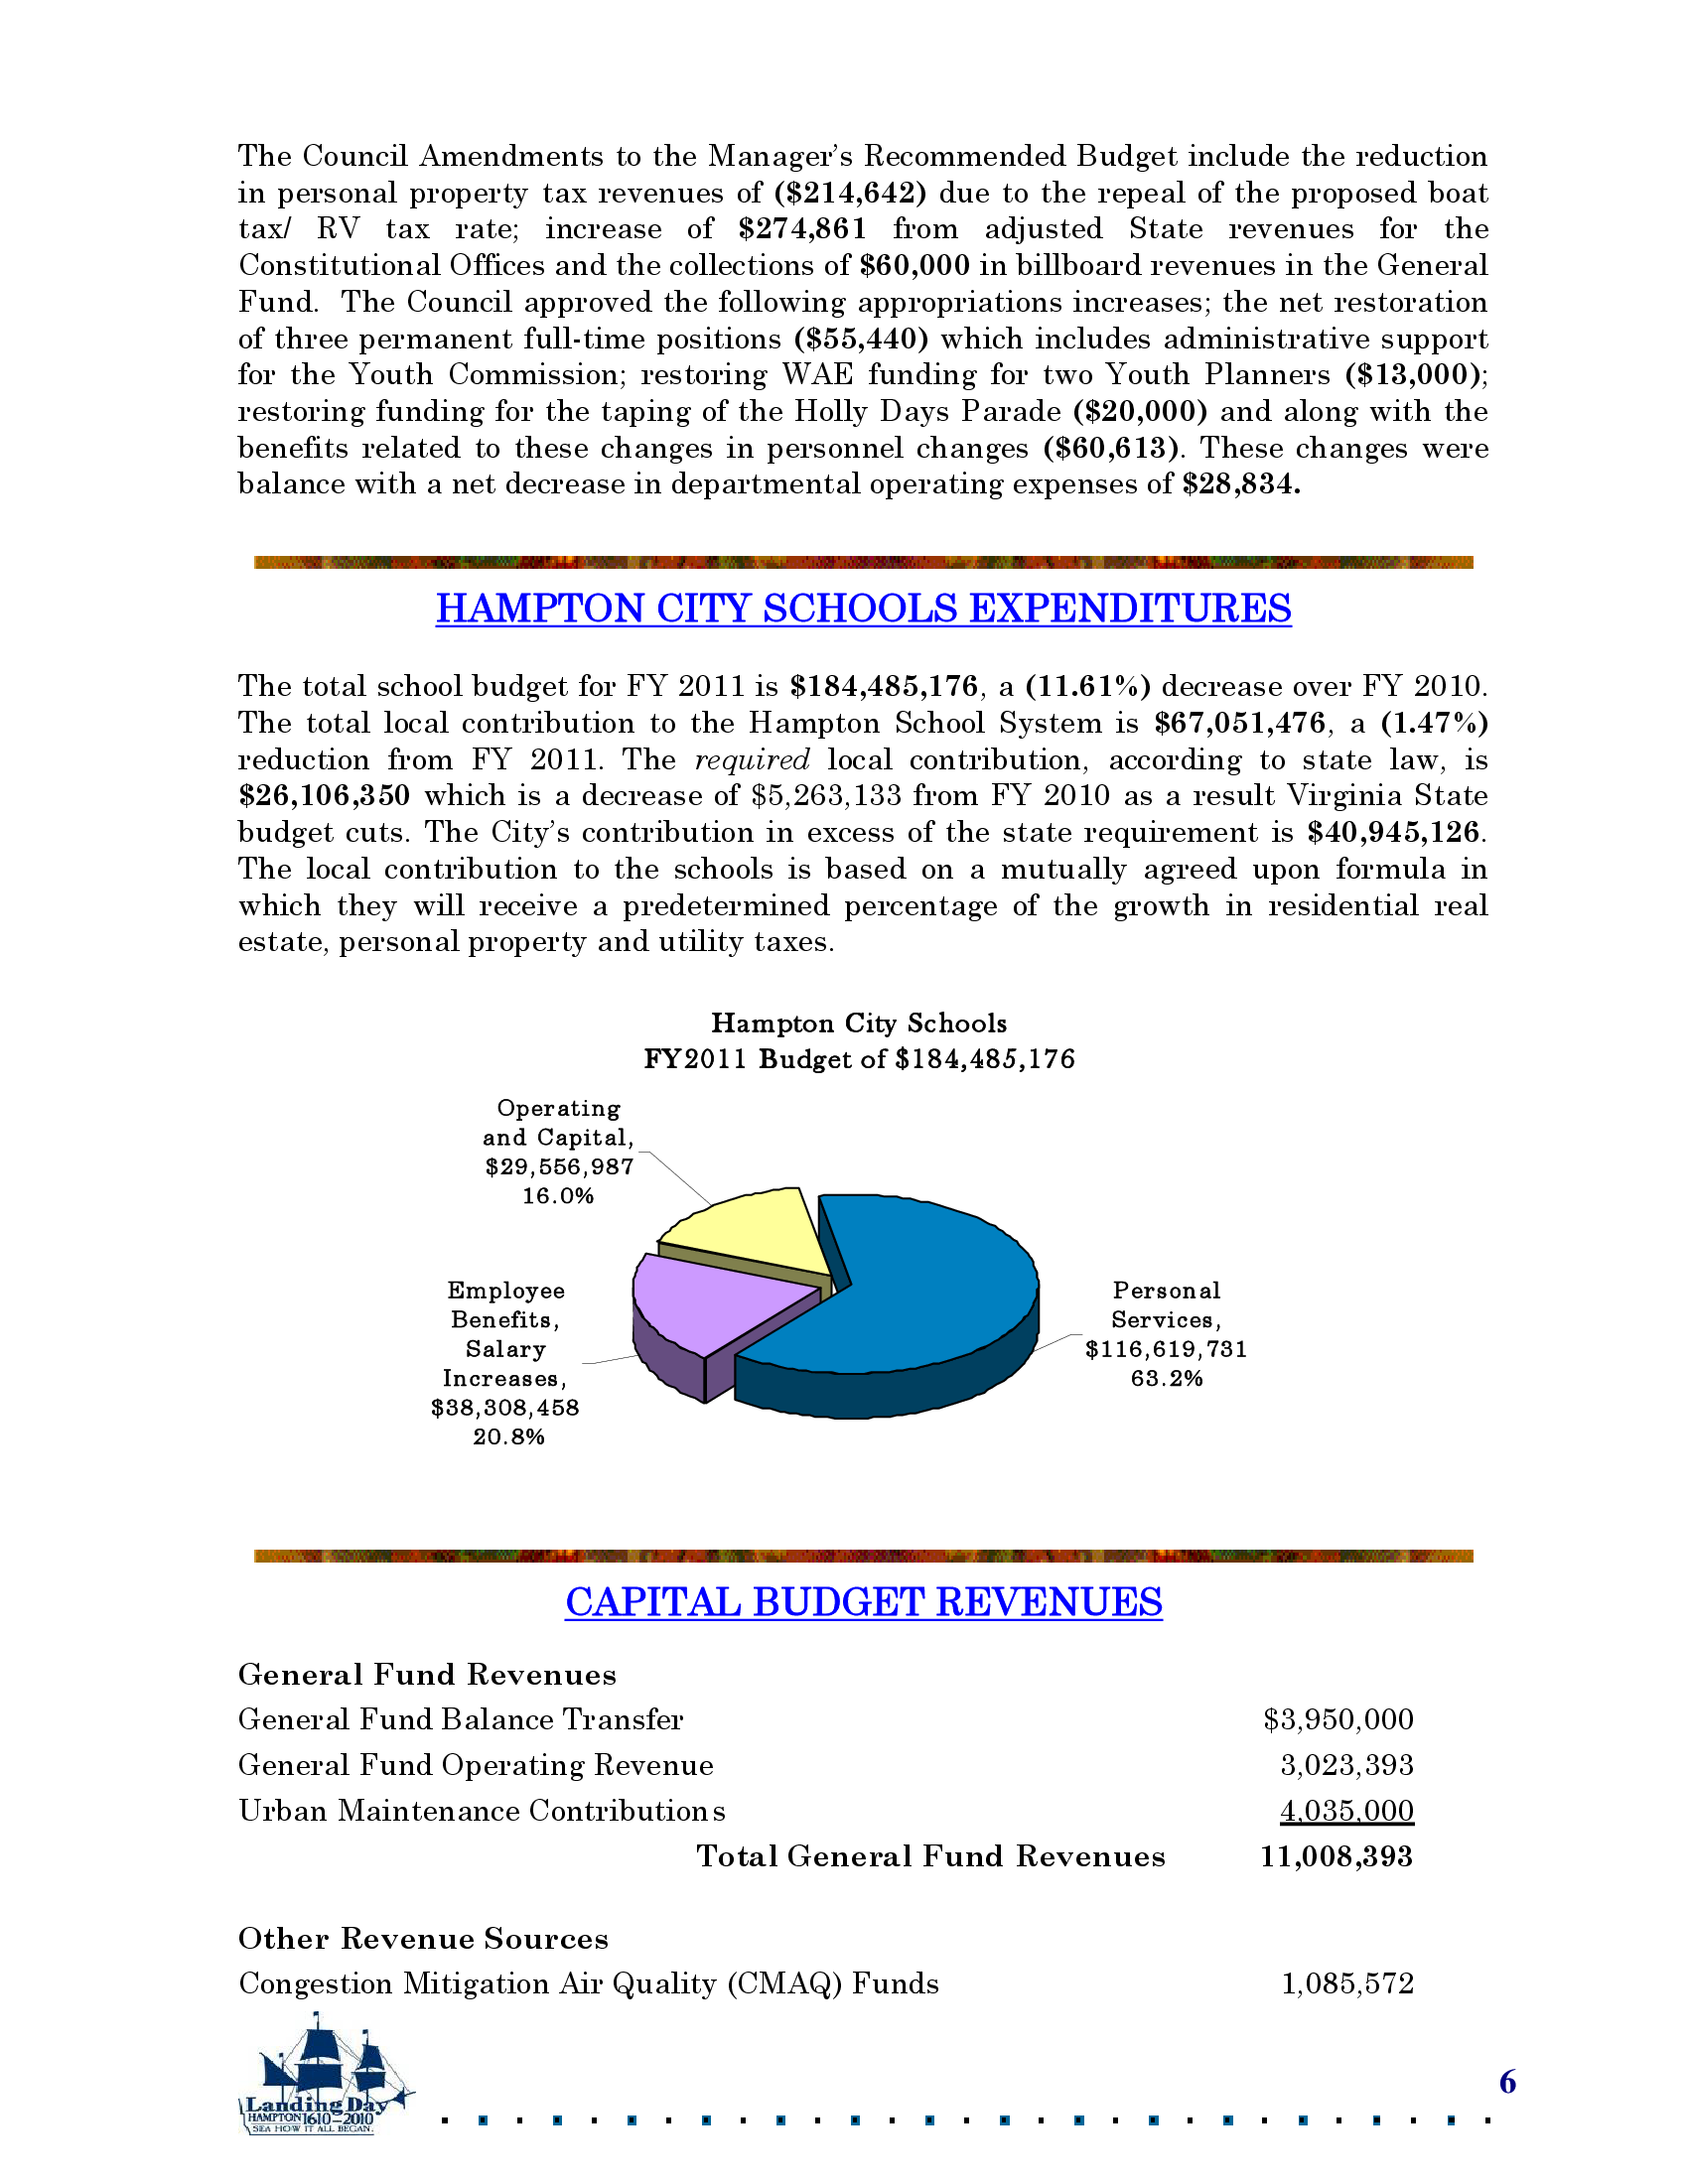 The Council Amendments to the Manager’s Recommended Budget include the reduction
in personal property tax revenues of ($214,642) due to the repeal of the proposed boat
tax/ RV tax rate; increase of $274,861 from adjusted State revenues for the
Constitutional Offices and the collections of $60,000 in billboard revenues in the General
Fund. The Council approved the following appropriations increases; the net restoration
of three permanent full-time positions ($55,440) which includes administrative support
for the Youth Commission; restoring WAE funding for two Youth Planners ($13,000);
restoring funding for the taping of the Holly Days Parade ($20,000) and along with the
benefits related to these changes in personnel changes ($60,613). These changes were
balance with a net decrease in departmental operating expenses of $28,834.
HAMPTON CITY SCHOOLS EXPENDITURES
The total school budget for FY 2011 is $184,485,176, a (11.61%) decrease over FY 2010.
The total local contribution to the Hampton School System is $67,051,476, a (1.47%)
reduction from FY 2011. The required local contribution, according to state law, is
$26,106,350 which is a decrease of $5,263,133 from FY 2010 as a result Virginia State
budget cuts. The City’s contribution in excess of the state requirement is $40,945,126.
The local contribution to the schools is based on a mutually agreed upon formula in
which they will receive a predetermined percentage of the growth in residential real
estate, personal property and utility taxes.
Hampton City Schools
FY2011 Budget of $184,485,176
Operating
and Capital,
$29,556,987
16.0%
Employee
Benefits,
Salary
Increases,
$38,308,458
20.8%
Personal
Services,
$116,619,731
63.2%
CAPITAL BUDGET REVENUES
General Fund Revenues
General Fund Balance Transfer $3,950,000
General Fund Operating Revenue 3,023,393
Urban Maintenance Contributions 4,035,000
Total General Fund Revenues 11,008,393
Other Revenue Sources
Congestion Mitigation Air Quality (CMAQ) Funds 1,085,572
Landing Day
HAMPTON 1610–2010
SEA HOW IT ALL BEGAN.
6